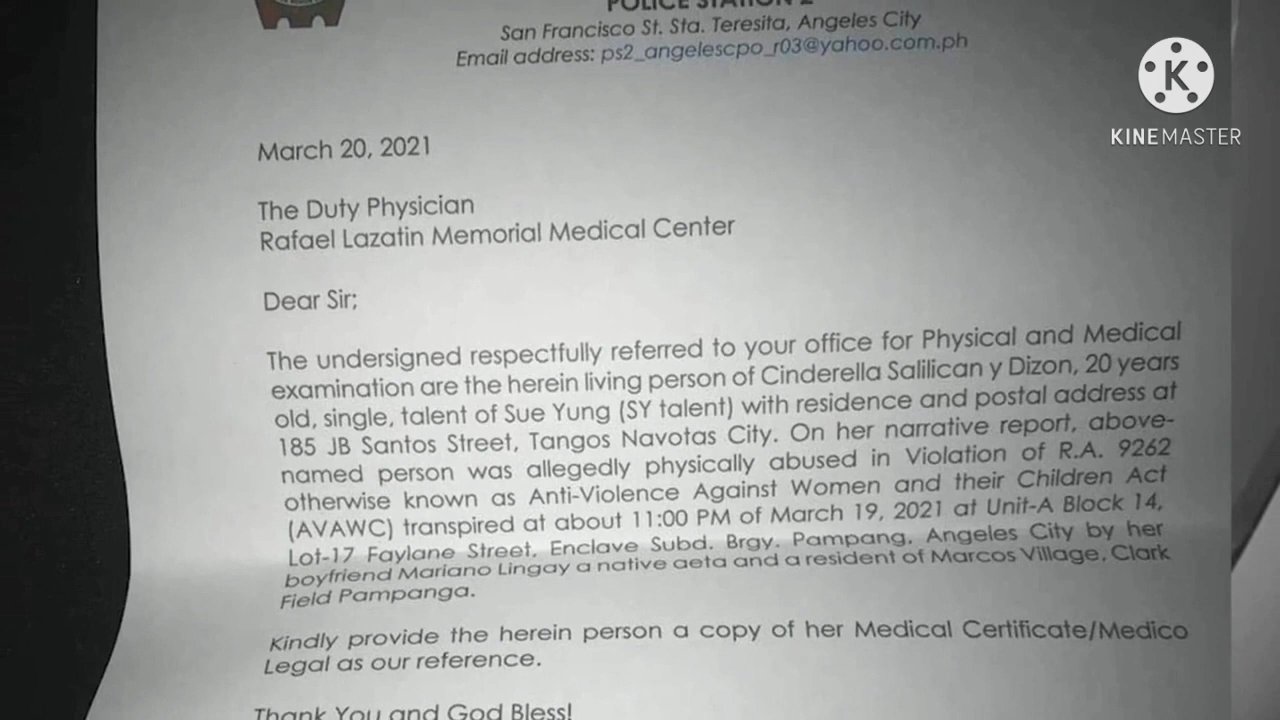 POLICE STATION 2
San Francisco St. Sta. Teresita, Angeles City
Email address: ps2_angelescpo_r03@yahoo.com.ph
K
KINEMASTER
March 20, 2021
The Duty Physician
Rafael Lazatin Memorial Medical Center
Dear Sir;
The undersigned respectfully referred to your office for Physical and Medical
examination are the herein living person of Cinderella Salilican y Dizon, 20 years
old, single, talent of Sue Yung (SY talent) with residence and postal address at
185 JB Santos Street, Tangos Navotas City. On her narrative report, above-
named person was allegedly physically abused in Violation of R.A. 9262
otherwise known as Anti-Violence Against Women and their Children Act
(AVAWC) transpired at about 11:00 PM of March 19, 2021 at Unit-A Block 14,
Lot-17 Faylane Street, Enclave Subd. Brgy. Pampang, Angeles City by her
boyfriend Mariano Lingay a native aeta and a resident of Marcos Village, Clark
Field Pampanga.
Kindly provide the herein person a copy of her Medical Certificate/Medico
Legal as our reference.
Thank You and God Bless!